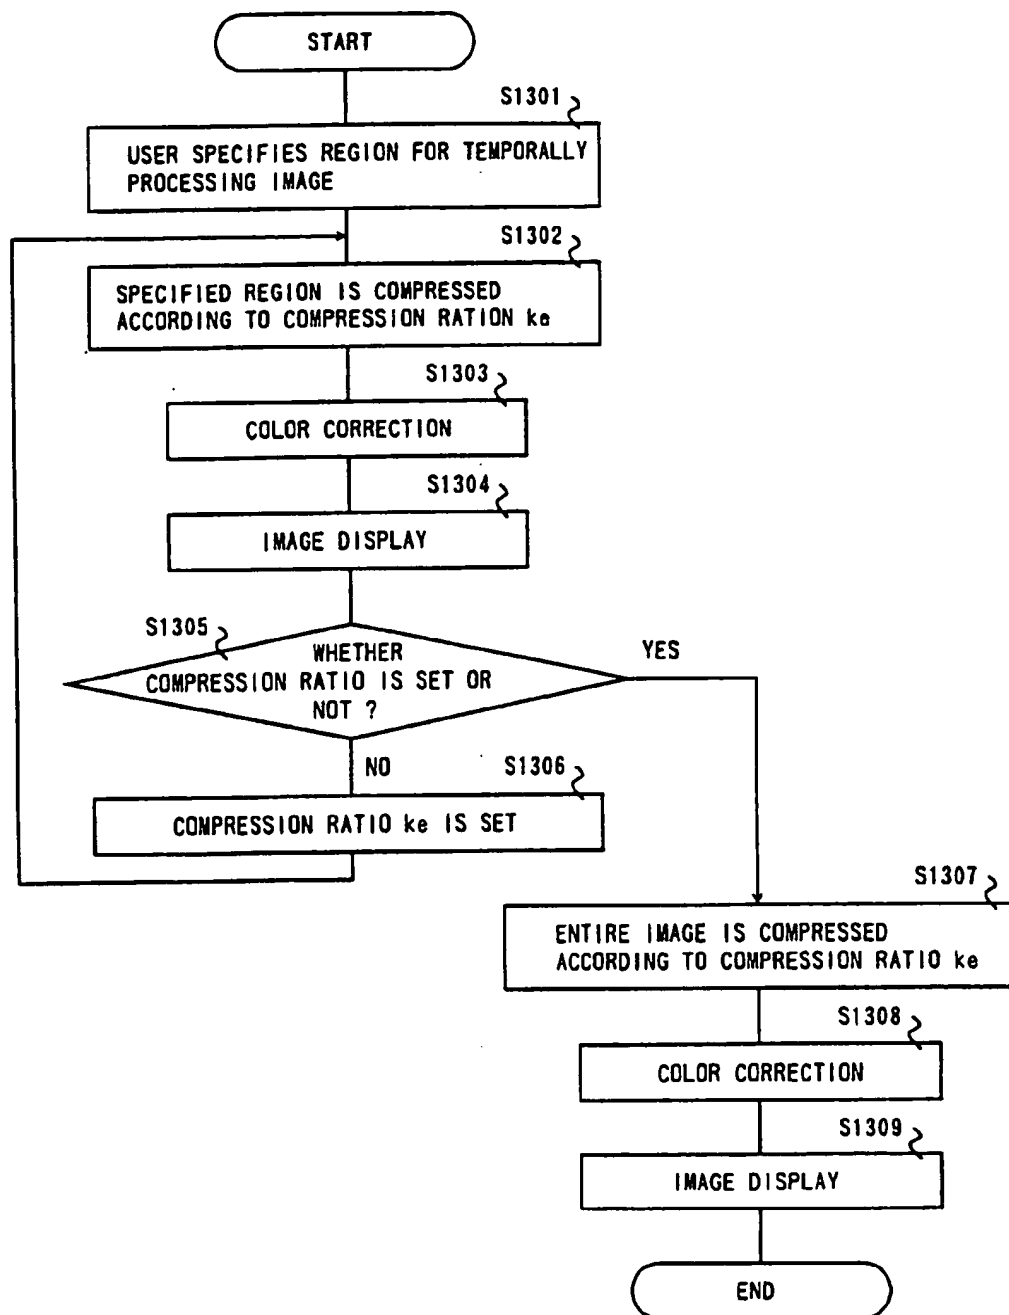 START
S1301
USER SPECIFIES REGION FOR TEMPORALLY
PROCESSING IMAGE
S1302
SPECIFIED REGION IS COMPRESSED
ACCORDING TO COMPRESSION RATION ke
S1303
COLOR CORRECTION
S1304
IMAGE DISPLAY
S1305
WHETHER
COMPRESSION RATIO IS SET OR
NOT ?
YES
NO
S1306
COMPRESSION RATIO ke IS SET
S1307
ENTIRE IMAGE IS COMPRESSED
ACCORDING TO COMPRESSION RATIO ke
S1308
COLOR CORRECTION
S1309
IMAGE DISPLAY
END